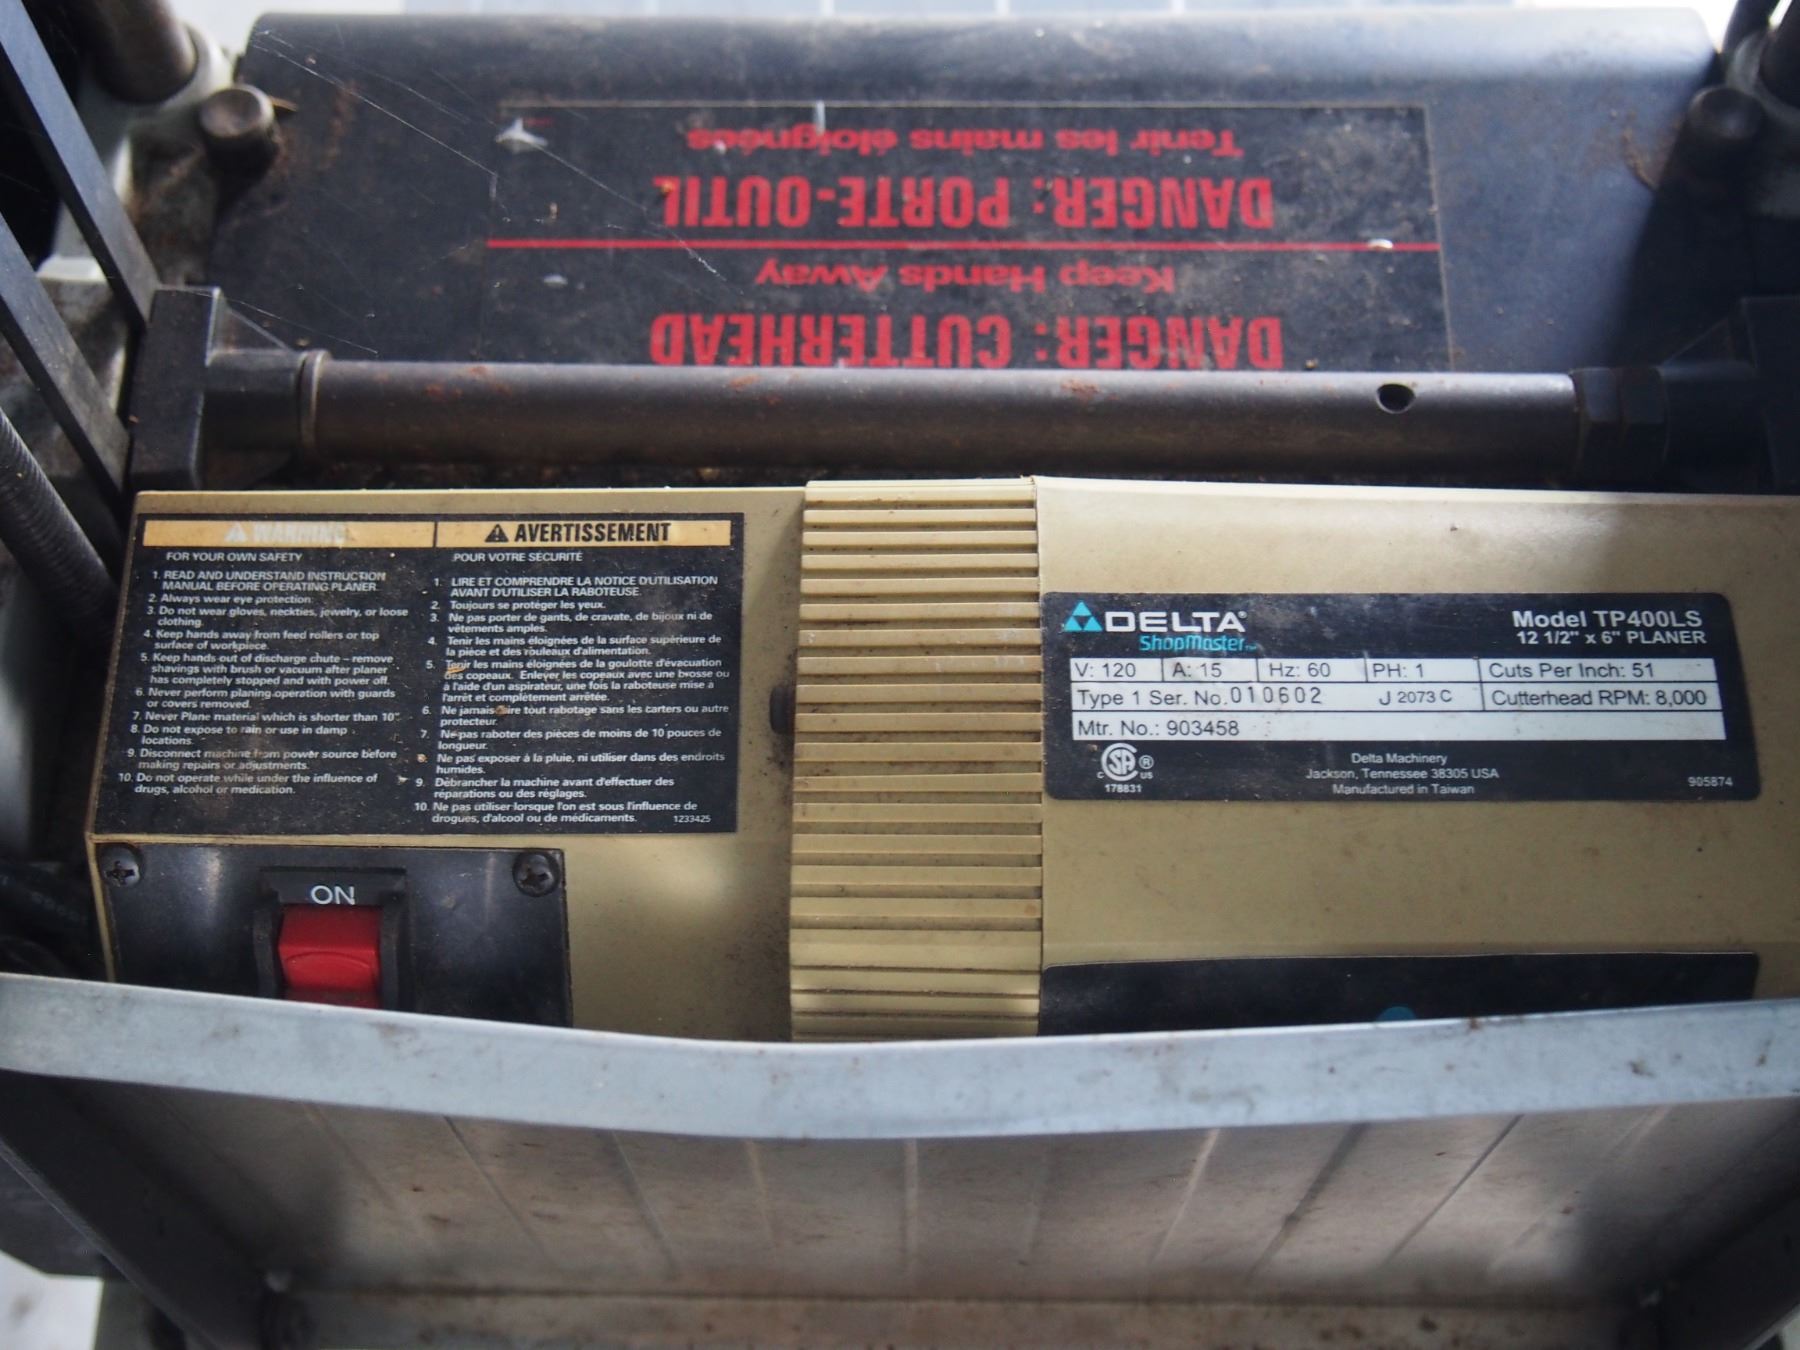 Tenir les mains éloignées
DANGER: PORTE-OUTIL
Keep Hands Away
DANGER: CUTTERHEAD
WARNING
FOR YOUR OWN SAFETY
1. READ AND UNDERSTAND INSTRUCTION
MANUAL BEFORE OPERATING PLANER.
2. Always wear eye protection.
3. Do not wear gloves, neckties, jewelry, or loose
clothing.
4. Keep hands away from feed rollers or top
surface of workpiece.
5. Keep hands out of discharge chute – remove
shavings with brush or vacuum after planer
has completely stopped and with power off.
6. Never perform planing operation with guards
or covers removed.
7. Never Plane material which is shorter than 10"
8. Do not expose to rain or use in damp
locations.
9. Disconnect machine from power source before
making repairs or adjustments.
10. Do not operate while under the influence of
drugs, alcohol or medication.
AVERTISSEMENT
POUR VOTRE SÉCURITÉ
1. LIRE ET COMPRENDRE LA NOTICE D'UTILISATION
AVANT D'UTILISER LA RABOTEUSE.
2. Toujours se protéger les yeux.
3. Ne pas porter de gants, de cravate, de bijoux ni de
vêtements amples.
4. Tenir les mains éloignées de la surface supérieure de
la pièce et des rouleaux d'alimentation.
5. Tenir les mains éloignées de la goulotte d'évacuation
des copeaux. Enlever les copeaux avec une brosse ou
à l'aide d'un aspirateur, une fois la raboteuse mise à
l'arrêt et complètement arrêtée.
6. Ne jamais faire tout rabotage sans les carters ou autre
protecteur.
7. Ne pas raboter des pièces de moins de 10 pouces de
longueur.
8. Ne pas exposer à la pluie, ni utiliser dans des endroits
humides.
9. Débrancher la machine avant d'effectuer des
réparations ou des réglages.
10. Ne pas utiliser lorsque l'on est sous l'influence de
drogues, d'alcool ou de médicaments.
1233425
DELTA®
ShopMaster™
Model TP400LS
12 1/2" x 6" PLANER
V: 120 A: 15 Hz: 60 PH: 1 Cuts Per Inch: 51
Type 1 Ser. No. 010602 J 2073 C Cutterhead RPM: 8,000
Mtr. No.: 903458
C SA ® US
178831
Delta Machinery
Jackson, Tennessee 38305 USA
Manufactured in Taiwan
905874
ON